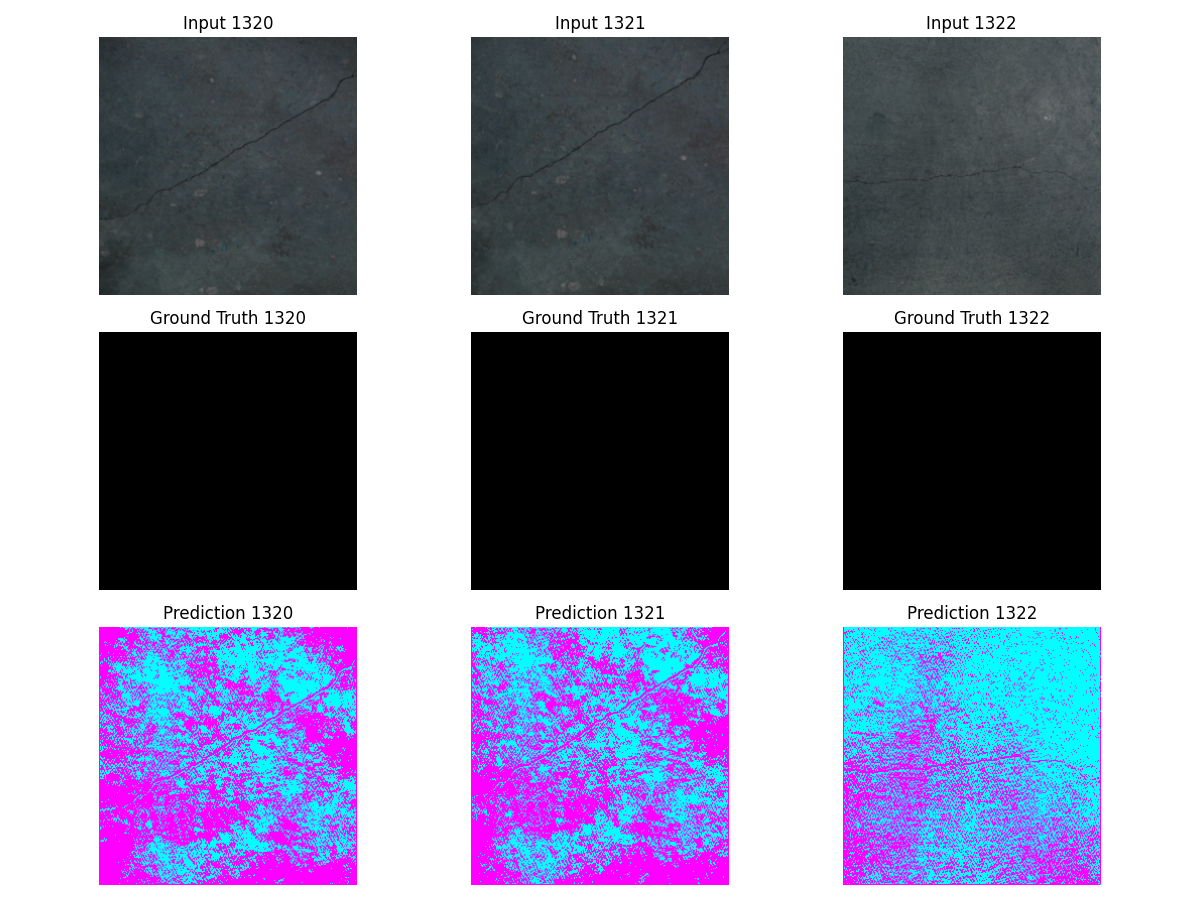 Input 1320
Input 1321
Input 1322
Ground Truth 1320
Ground Truth 1321
Ground Truth 1322
Prediction 1320
Prediction 1321
Prediction 1322